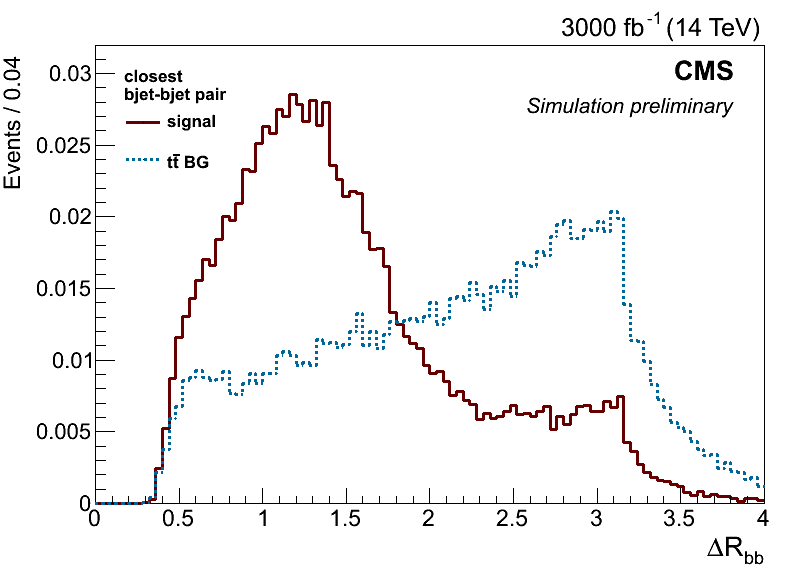 3000 fb⁻¹ (14 TeV)
Events / 0.04
0.03
0.025
0.02
0.015
0.01
0.005
0
closest
bjet-bjet pair
signal
tt̄ BG
CMS
Simulation preliminary
0 0.5 1 1.5 2 2.5 3 3.5 4
ΔR_bb